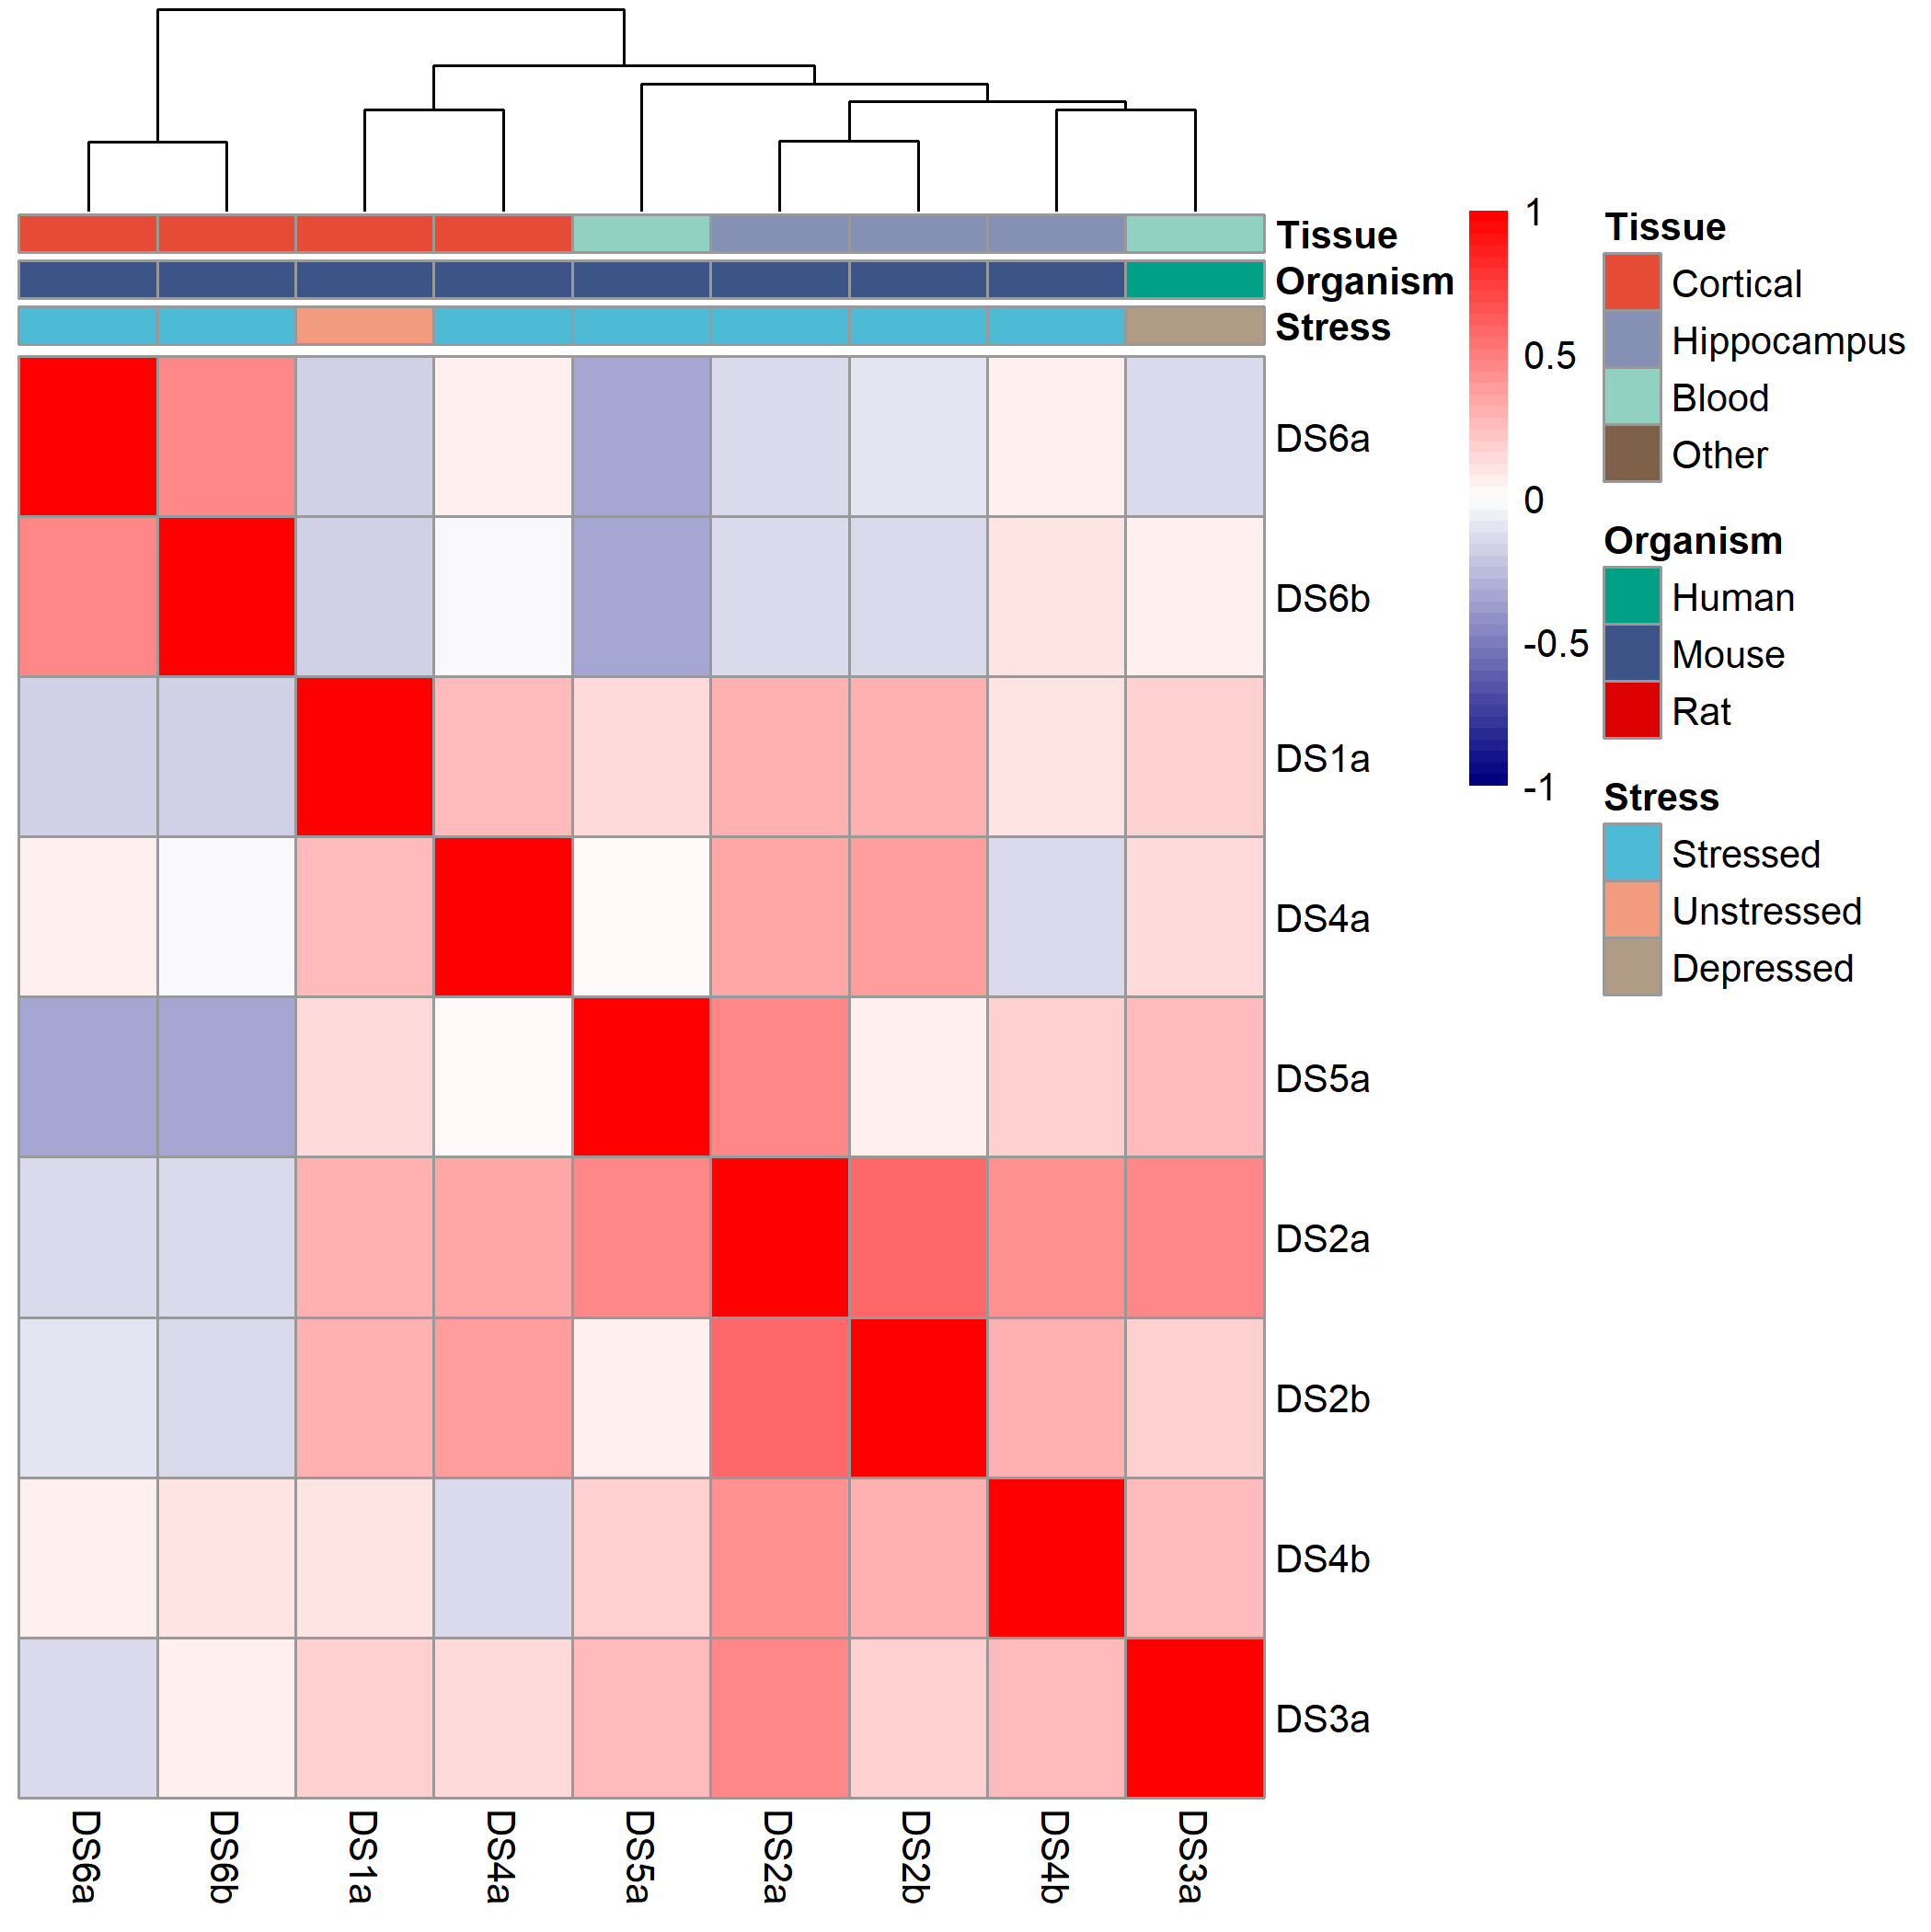 Tissue
Organism
Stress
DS6a
DS6b
DS1a
DS4a
DS5a
DS2a
DS2b
DS4b
DS3a
DS6a DS6b DS1a DS4a DS5a DS2a DS2b DS4b DS3a
1
0.5
0
-0.5
-1
Tissue
Cortical
Hippocampus
Blood
Other
Organism
Human
Mouse
Rat
Stress
Stressed
Unstressed
Depressed